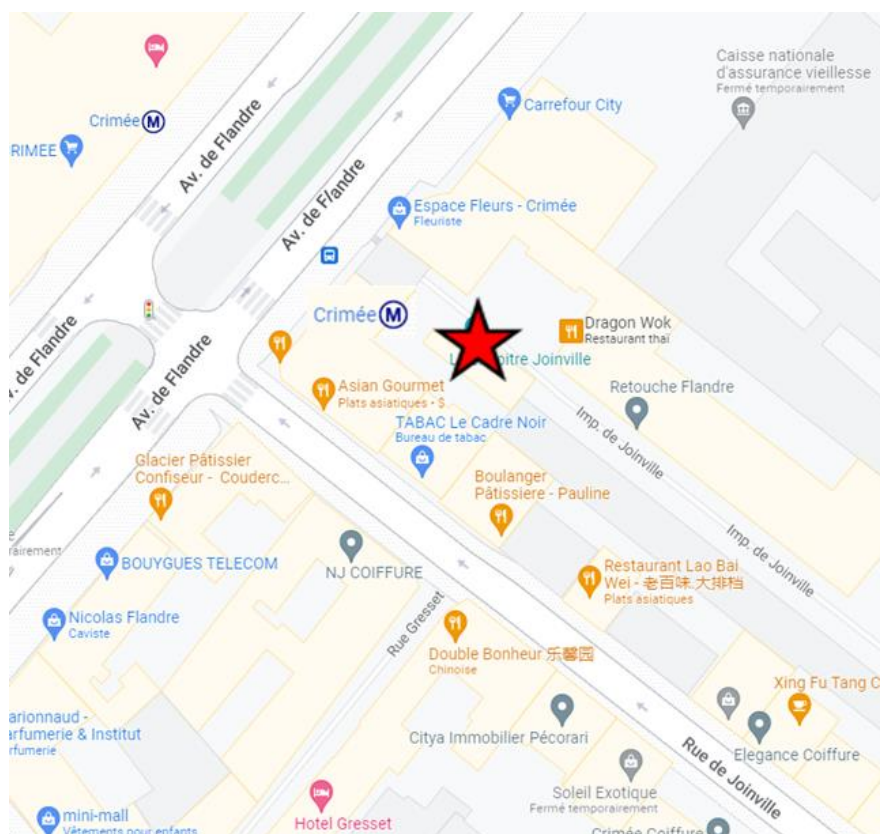 Caisse nationale
d'assurance vieillesse
Fermé temporairement
Carrefour City
Av. de Flandre
Crimée M
RIMEE
Espace Fleurs - Crimée
Fleuriste
Av. de Flandre
Crimée M
Dragon Wok
Restaurant thaï
Joinville
Av. de Flandre
Av. de Flandre
Asian Gourmet
Plats asiatiques - $
Retouche Flandre
Imp. de Joinville
TABAC Le Cadre Noir
Bureau de tabac
Glacier Pâtissier
Confiseur - Couderc...
Boulanger
Pâtissiere - Pauline
Imp. de Joinville
BOUYGUES TELECOM
NJ COIFFURE
Restaurant Lao Bai
Wei - 老百味.大排档
Plats asiatiques
Nicolas Flandre
Caviste
Rue Gresset
Double Bonheur 乐馨园
Chinoise
Xing Fu Tang C
arionnaud -
arfumerie & Institut
rfumerie
Citya Immobilier Pécorari
Rue de Joinville
Elegance Coiffure
Soleil Exotique
Fermé temporairement
mini-mall
Vêtements pour enfants
Hotel Gresset
Crimée Coiffure